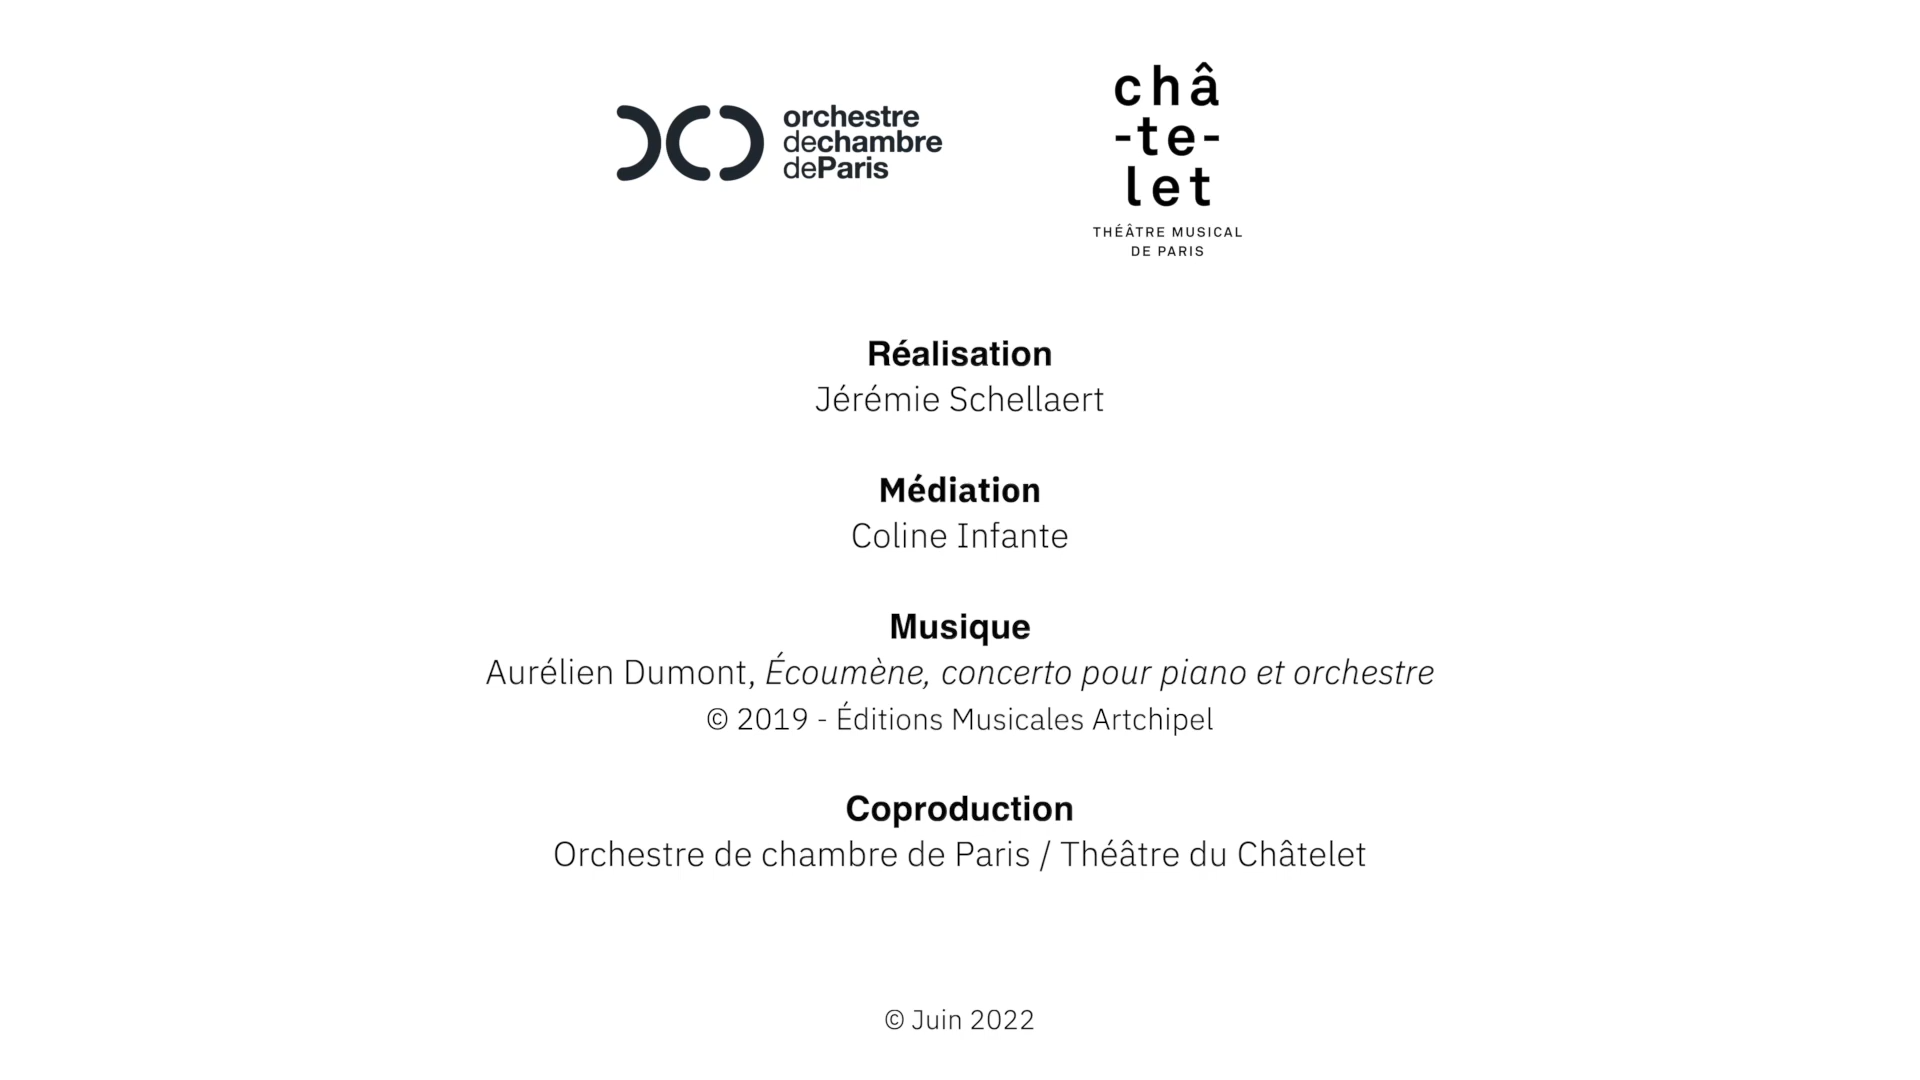 orchestre
dechambre
deParis
châ
-te-
let
THÉÂTRE MUSICAL
DE PARIS
Réalisation
Jérémie Schellaert
Médiation
Coline Infante
Musique
Aurélien Dumont, Écoumène, concerto pour piano et orchestre
© 2019 - Éditions Musicales Artchipel
Coproduction
Orchestre de chambre de Paris / Théâtre du Châtelet
© Juin 2022